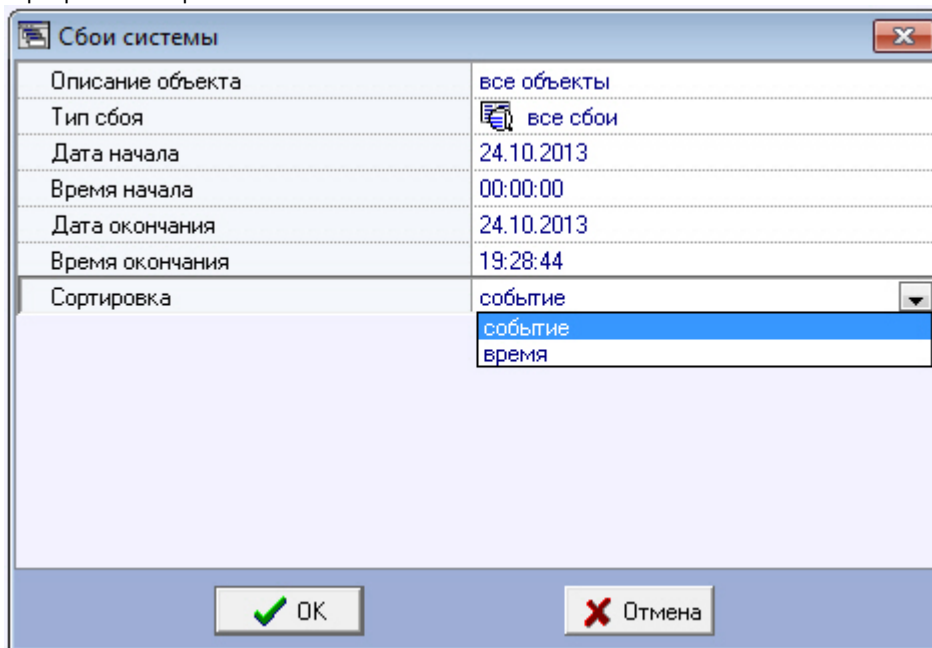 Сбои системы
Описание объекта все объекты
Тип сбоя все сбои
Дата начала 24.10.2013
Время начала 00:00:00
Дата окончания 24.10.2013
Время окончания 19:28:44
Сортировка событие
событие
время
OK Отмена